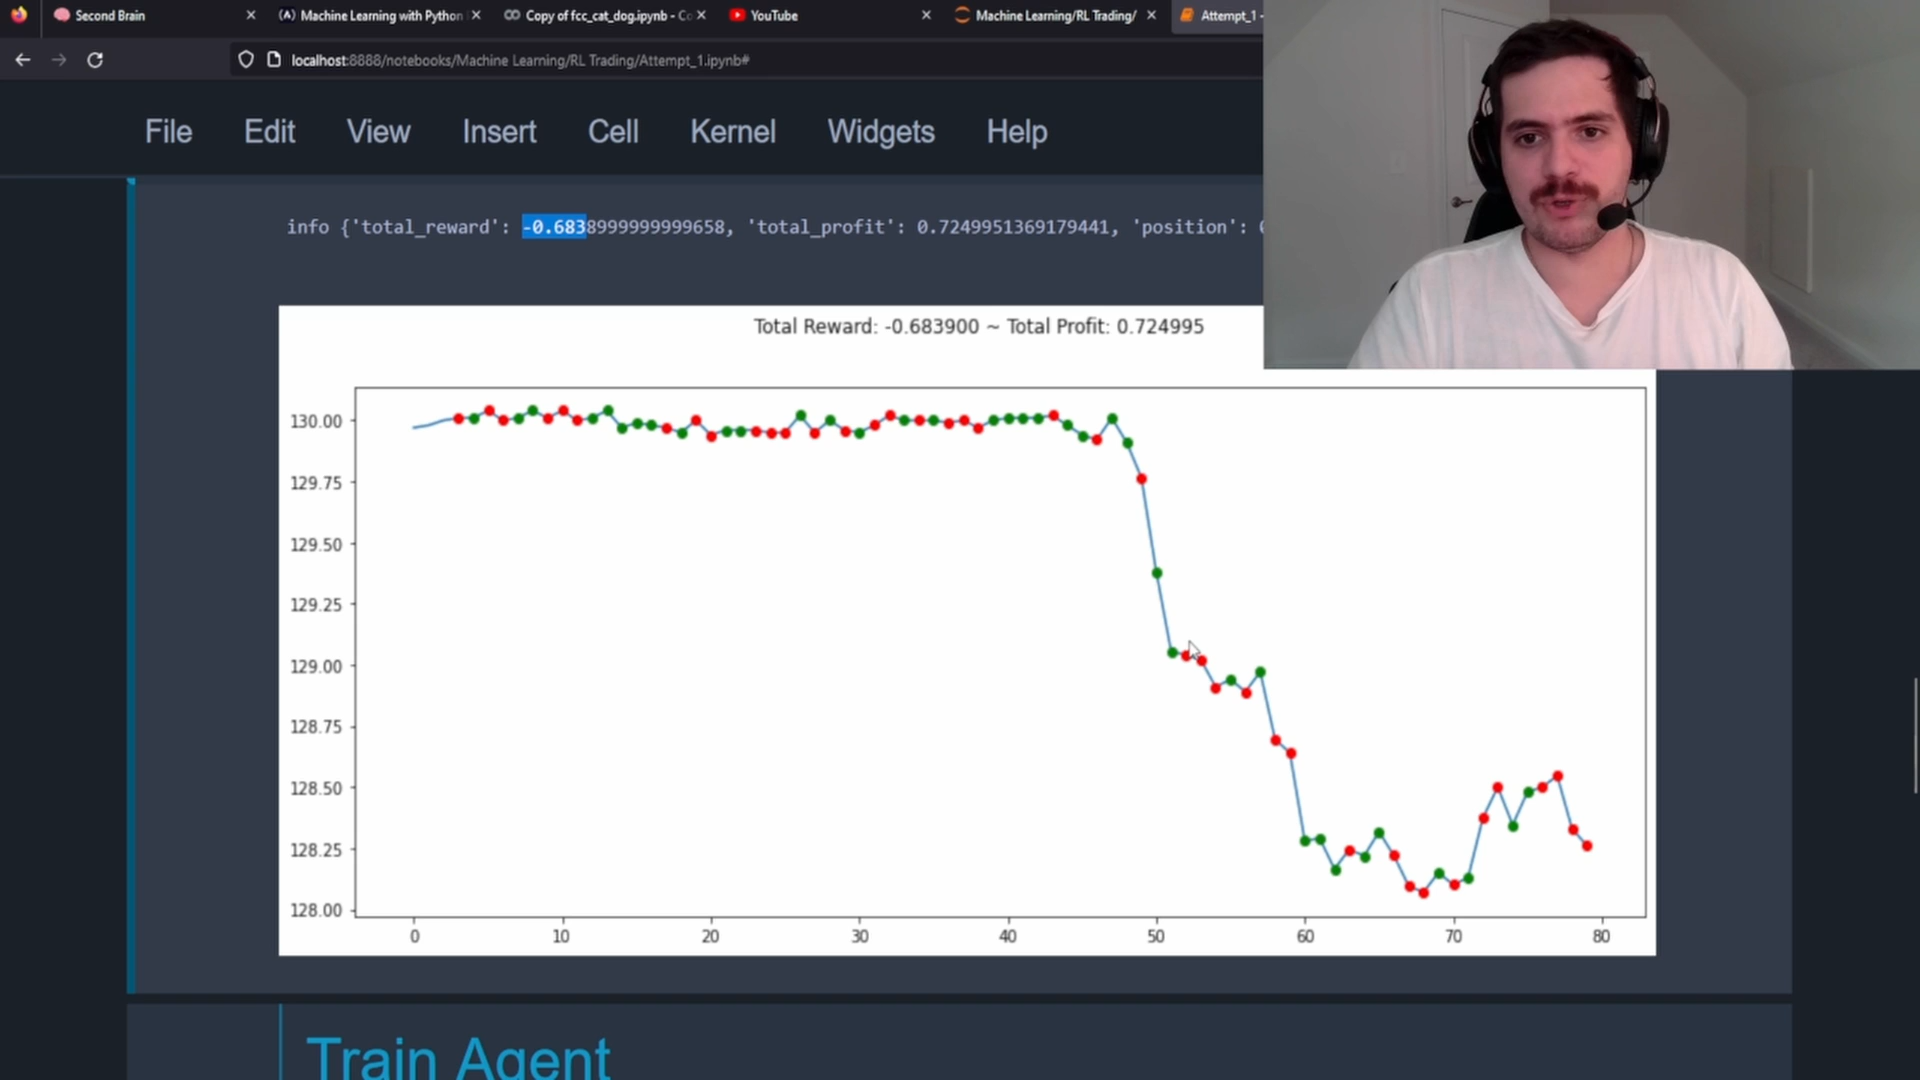 Second Brain
Machine Learning with Python
Copy of fcc_cat_dog.ipynb - Co
YouTube
Machine Learning/RL Trading/
Attempt_1 -
localhost:8888/notebooks/Machine Learning/RL Trading/Attempt_1.ipynb#
File Edit View Insert Cell Kernel Widgets Help
info {'total_reward': -0.6838999999999658, 'total_profit': 0.7249951369179441, 'position':
Total Reward: -0.683900 ~ Total Profit: 0.724995
130.00
129.75
129.50
129.25
129.00
128.75
128.50
128.25
128.00
0 10 20 30 40 50 60 70 80
Train Agent